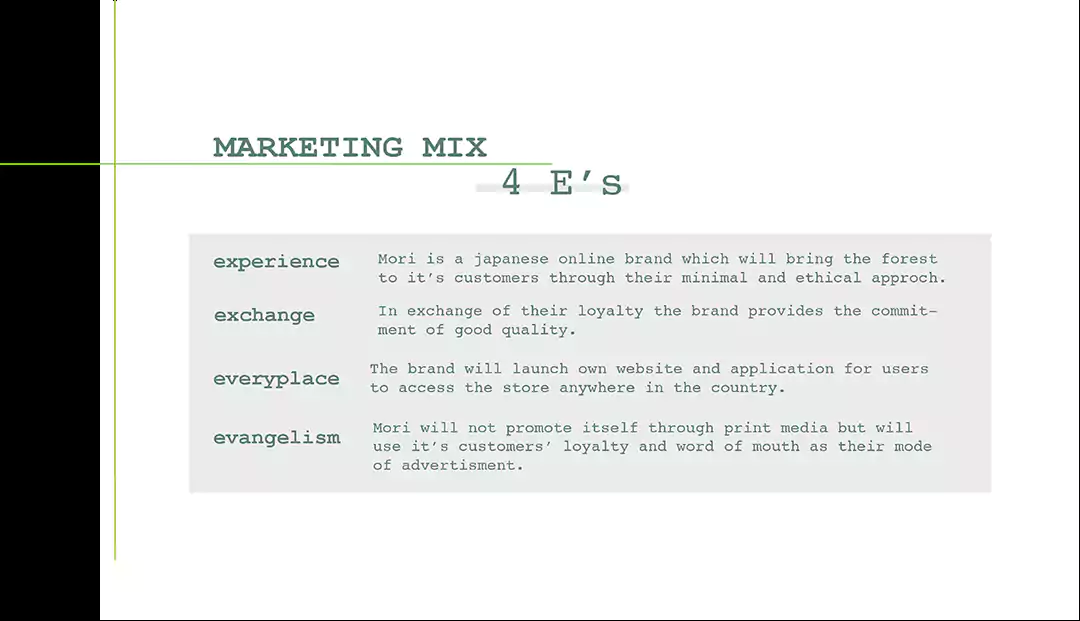 MARKETING MIX
4 E's
experience
Mori is a japanese online brand which will bring the forest
to it's customers through their minimal and ethical approch.
exchange
In exchange of their loyalty the brand provides the commit-
ment of good quality.
everyplace
The brand will launch own website and application for users
to access the store anywhere in the country.
evangelism
Mori will not promote itself through print media but will
use it's customers' loyalty and word of mouth as their mode
of advertisment.